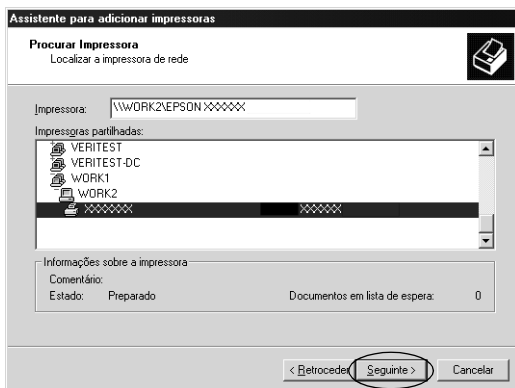 Assistente para adicionar impressoras
Procurar Impressora
Localizar a impressora de rede
Impressora: \\WORK2\EPSON XXXXXX
Impressoras partilhadas:
VERITEST
VERITEST-DC
WORK1
WORK2
XXXXXXX XXXXXX
Informações sobre a impressora
Comentário:
Estado: Preparado Documentos em lista de espera: 0
< Retroceder Seguinte > Cancelar